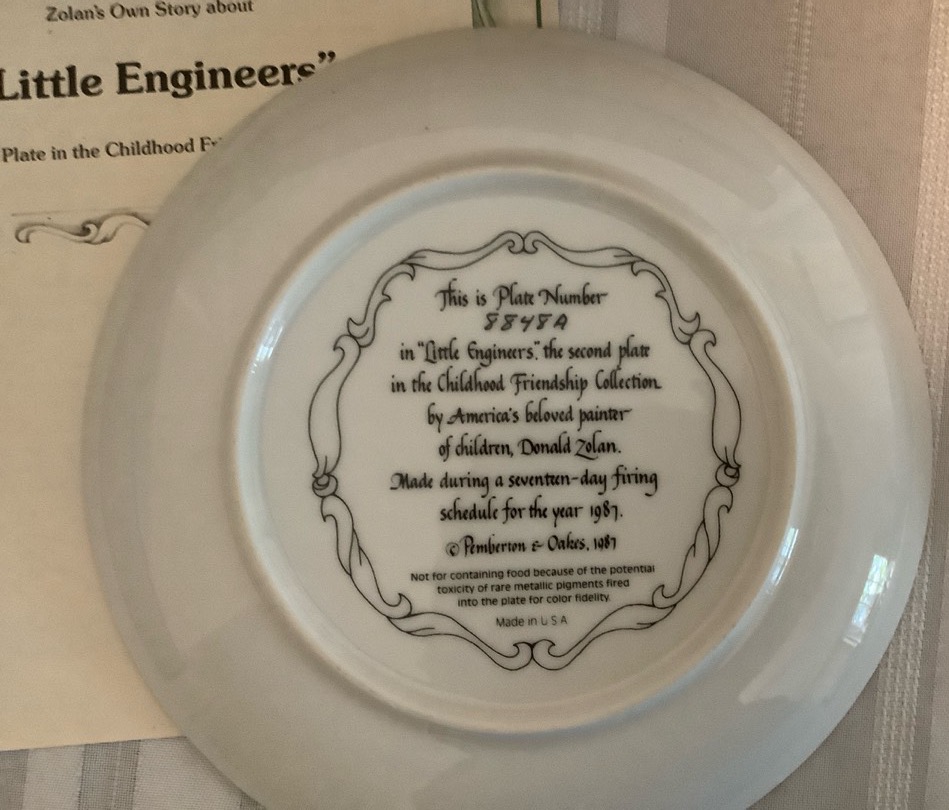 Zolan's Own Story about
Little Engineers”
Plate in the Childhood
This is Plate Number
8848A
in “Little Engineers”, the second plate
in the Childhood Friendship Collection
by America's beloved painter
of children, Donald Zolan.
Made during a seventeen-day firing
schedule for the year 1987.
© Pemberton & Oakes, 1987
Not for containing food because of the potential
toxicity of rare metallic pigments fired
into the plate for color fidelity.
Made in U S A